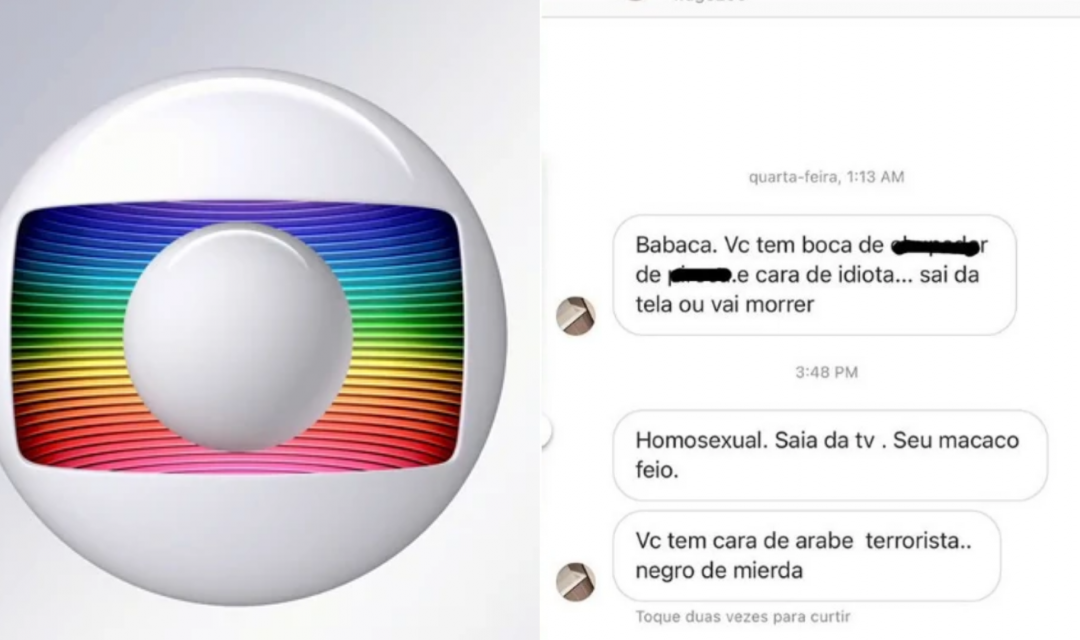 quarta-feira, 1:13 AM
Babaca. Vc tem boca de
de .e cara de idiota... sai da
tela ou vai morrer
3:48 PM
Homosexual. Saia da tv . Seu macaco
feio.
Vc tem cara de arabe terrorista..
negro de mierda
Toque duas vezes para curtir